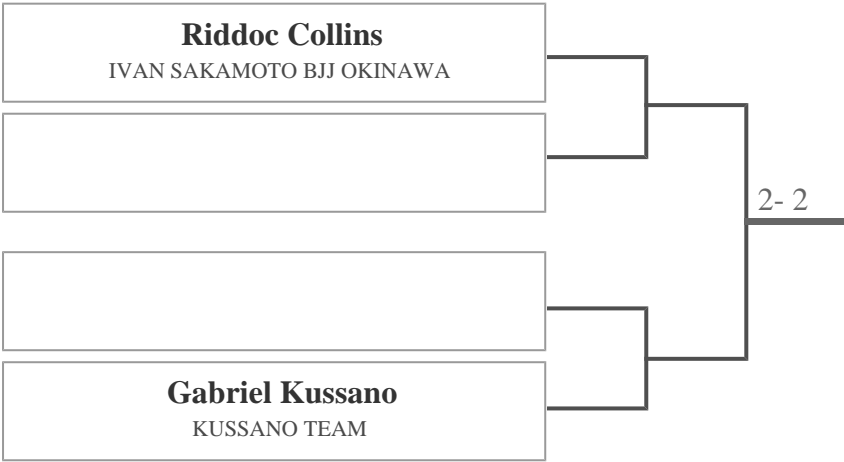 Riddoc Collins
IVAN SAKAMOTO BJJ OKINAWA
2- 2
Gabriel Kussano
KUSSANO TEAM